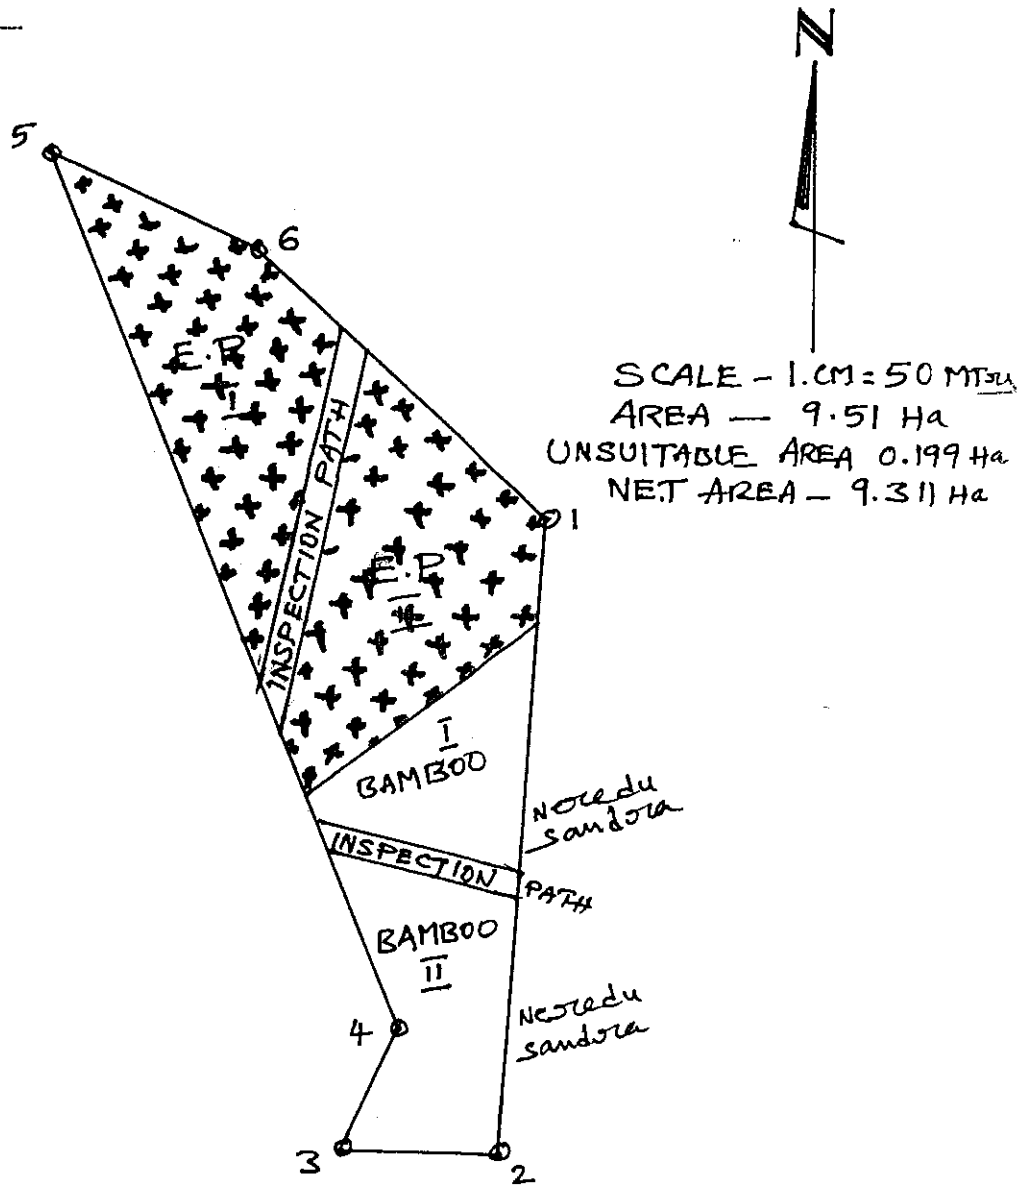 N
5
6
SCALE - 1.CM = 50 MTRS
AREA — 9.51 Ha
UNSUITABLE AREA 0.199 Ha
NET AREA - 9.311 Ha
E.P
I
INSPECTION PATH
1
E.P
II
I
BAMBOO
Neredu
sandra
INSPECTION PATH
BAMBOO
II
Neredu
sandra
4
3
2